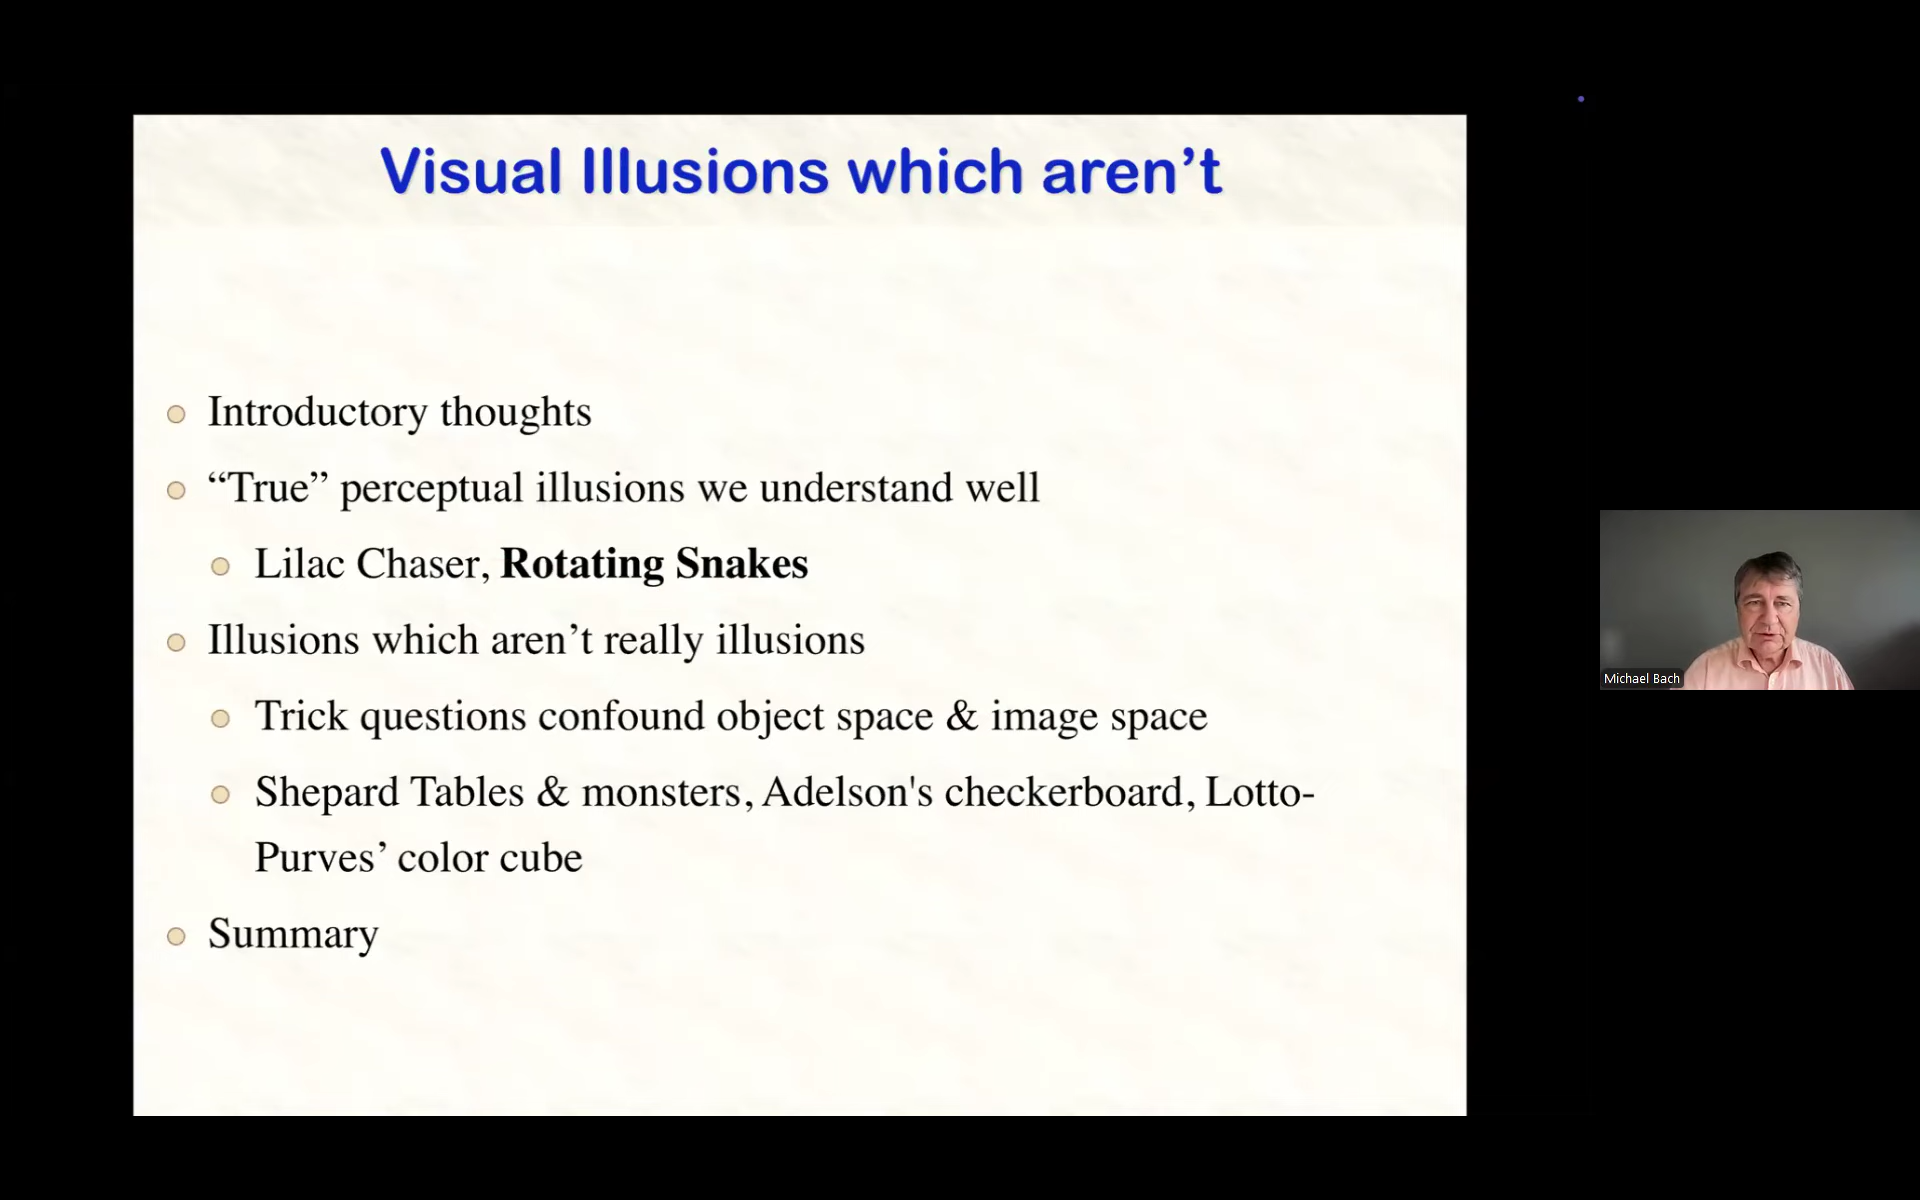 Visual Illusions which aren’t
Introductory thoughts
“True” perceptual illusions we understand well
Lilac Chaser, Rotating Snakes
Illusions which aren’t really illusions
Trick questions confound object space & image space
Shepard Tables & monsters, Adelson's checkerboard, Lotto-
Purves’ color cube
Summary
Michael Bach